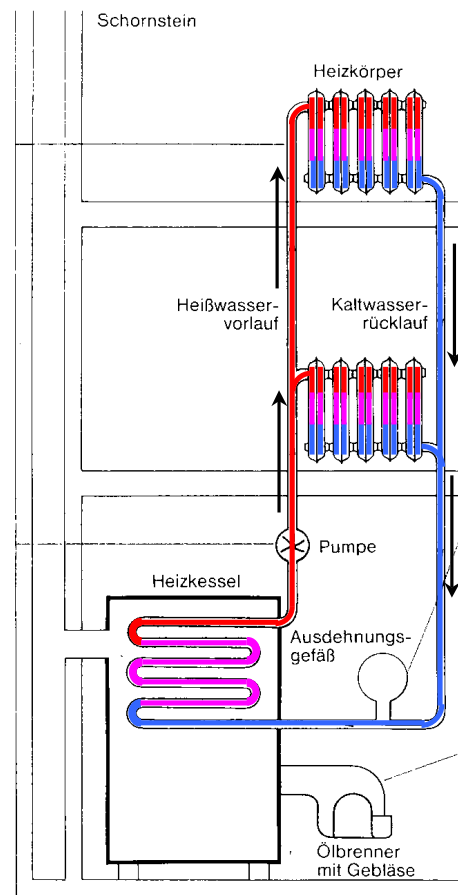 Schornstein
Heizkörper
Heißwasser-
vorlauf
Kaltwasser-
rücklauf
Pumpe
Heizkessel
Ausdehnungs-
gefäß
Ölbrenner
mit Gebläse